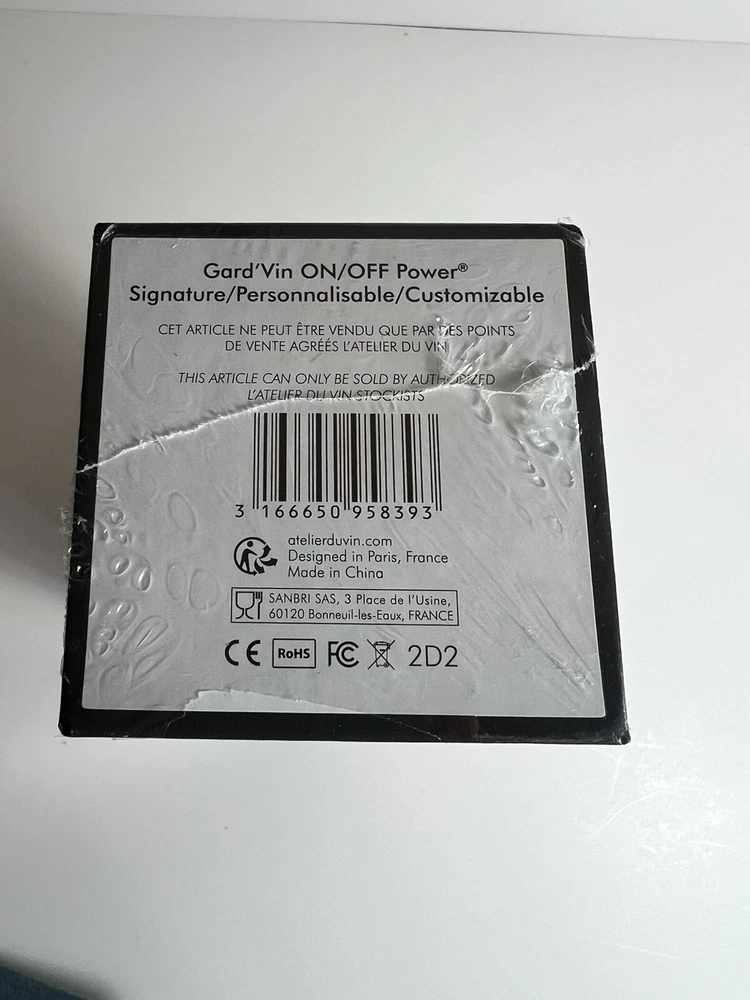 Gard'Vin ON/OFF Power®
Signature/Personnalisable/Customizable
CET ARTICLE NE PEUT ÊTRE VENDU QUE PAR DES POINTS
DE VENTE AGRÉÉS L'ATELIER DU VIN
THIS ARTICLE CAN ONLY BE SOLD BY AUTHORIZED
L'ATELIER DU VIN STOCKISTS
3 166650 958393
atelierduvin.com
Designed in Paris, France
Made in China
SANBRI SAS, 3 Place de l'Usine,
60120 Bonneuil-les-Eaux, FRANCE
CE RoHS FC 2D2